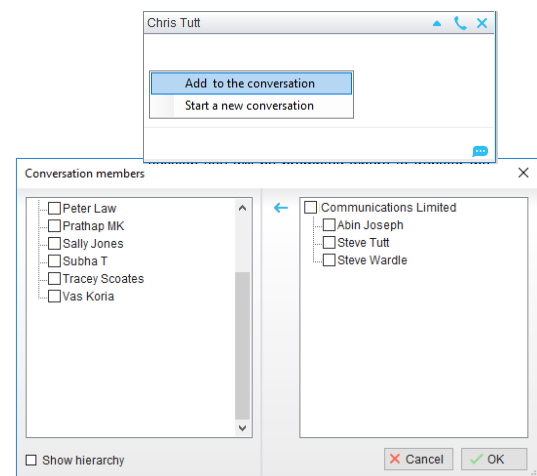 Chris Tutt
Add to the conversation
Start a new conversation
Conversation members
Peter Law
Prathap MK
Sally Jones
Subha T
Tracey Scoates
Vas Koria
Communications Limited
Abin Joseph
Steve Tutt
Steve Wardle
Show hierarchy
Cancel
OK